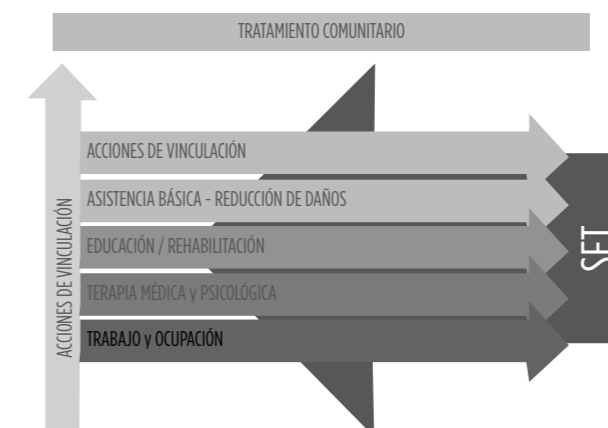 TRATAMIENTO COMUNITARIO
ACCIONES DE VINCULACIÓN
ACCIONES DE VINCULACIÓN
ASISTENCIA BÁSICA - REDUCCIÓN DE DAÑOS
EDUCACIÓN / REHABILITACIÓN
TERAPIA MÉDICA y PSICOLÓGICA
TRABAJO y OCUPACIÓN
SET